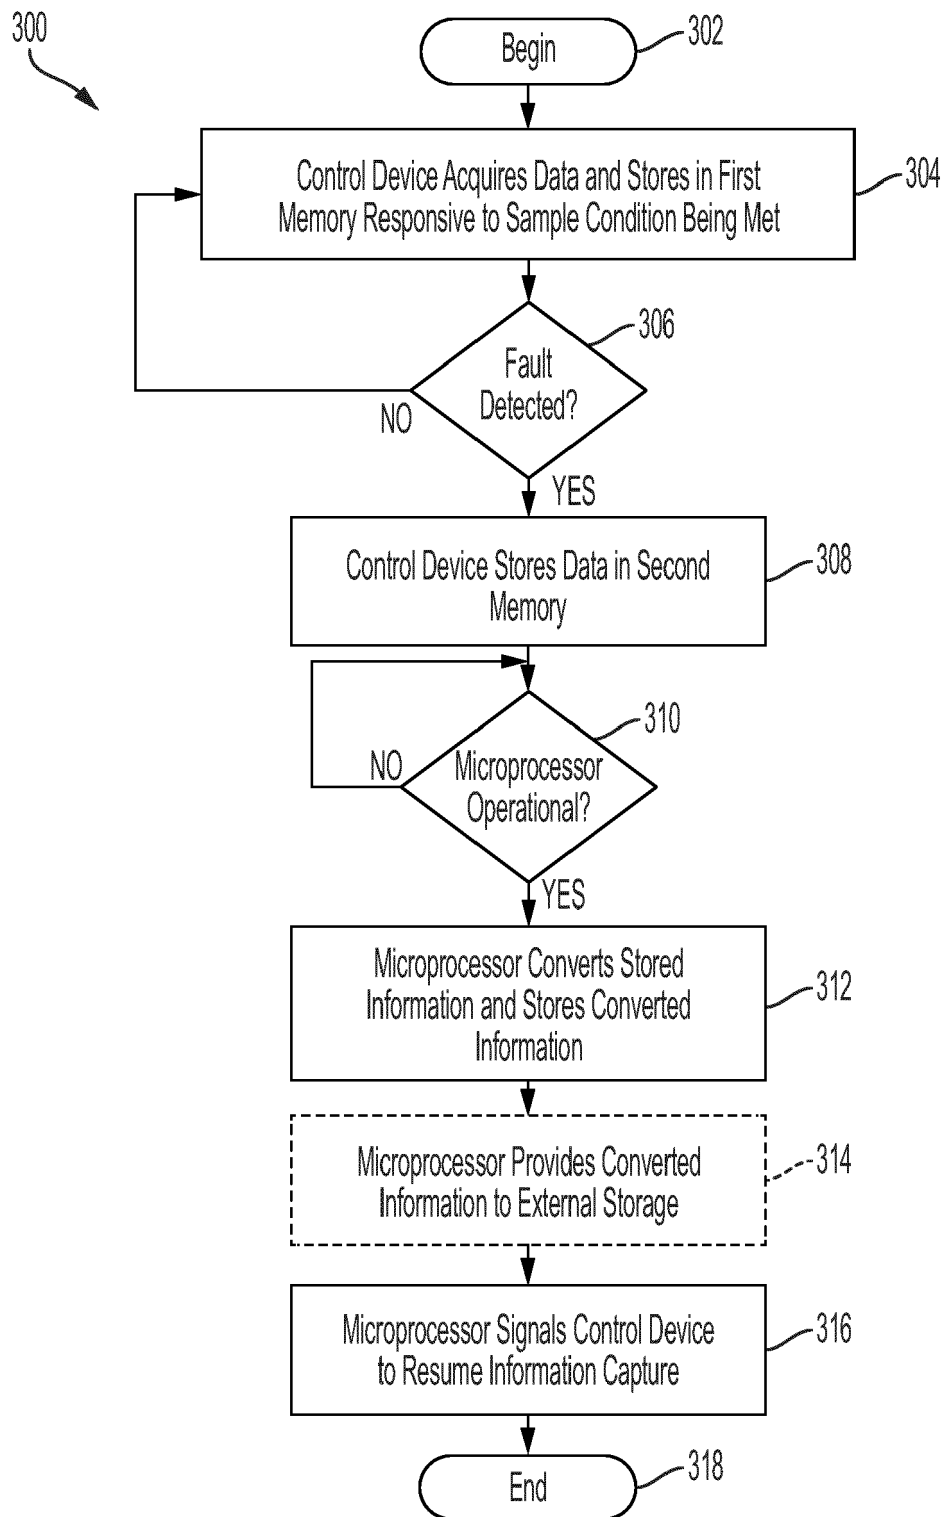 300
Begin
302
Control Device Acquires Data and Stores in First
Memory Responsive to Sample Condition Being Met
304
306
Fault
Detected?
NO
YES
Control Device Stores Data in Second
Memory
308
310
NO
Microprocessor
Operational?
YES
Microprocessor Converts Stored
Information and Stores Converted
Information
312
Microprocessor Provides Converted
Information to External Storage
314
Microprocessor Signals Control Device
to Resume Information Capture
316
End
318